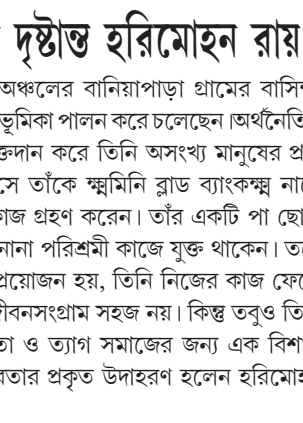 দৃষ্টান্ত হরিমোহন রায়
অঞ্চলের বানিয়াপাড়া গ্রামের বাসিন্
ভূমিকা পালন করে চলেছেন।অর্থনৈতি
ক্তদান করে তিনি অসংখ্য মানুষের প্র
সে তাঁকে ক্ষ্মমিনি ব্লাড ব্যাংকক্ষ্ম নাে
কাজ গ্রহণ করেন। তাঁর একটি পা ছো
নানা পরিশ্রমী কাজে যুক্ত থাকেন। ত
প্রয়োজন হয়, তিনি নিজের কাজ ফে
জীবনসংগ্রাম সহজ নয়। কিন্তু তবুও তি
তা ও ত্যাগ সমাজের জন্য এক বিশা
বতার প্রকৃত উদাহরণ হলেন হরিমোহ